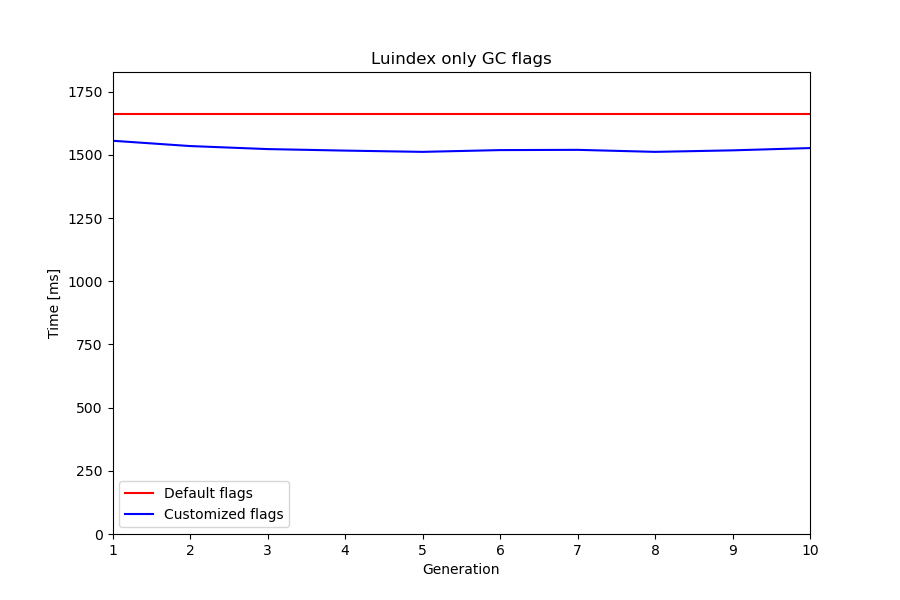 Luindex only GC flags
1750
1500
1250
1000
750
500
250
0
Time [ms]
Default flags
Customized flags
1 2 3 4 5 6 7 8 9 10
Generation